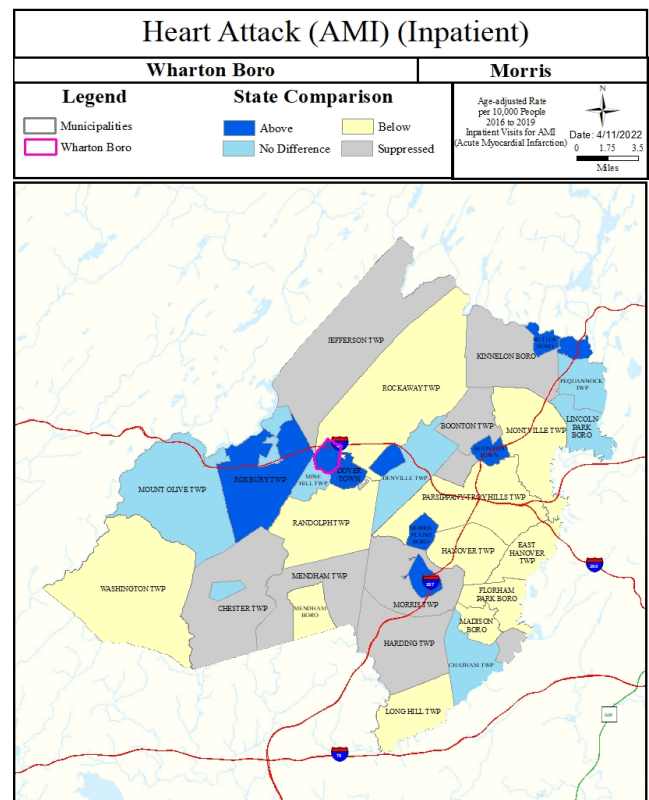 Heart Attack (AMI) (Inpatient)
Wharton Boro
Morris
Legend
Municipalities
Wharton Boro
State Comparison
Above
Below
No Difference
Suppressed
Age-adjusted Rate
per 10,000 People
2016 to 2019
Inpatient Visits for AMI
(Acute Myocardial Infarction)
N
Date: 4/11/2022
0 1.75 3.5
Miles
JEFFERSON TWP
BUTLER BORO
KINNELON BORO
ROCKAWAY TWP
PEQUANNOCK
TWP
BOONTON TWP
MONTVILLE TWP
LINCOLN
PARK
BORO
BOONTON
TOWN
ROXBURY TWP
MINE
HILL TWP
DOVER
TOWN
DENVILLE TWP
MOUNT OLIVE TWP
PARSIPPANY-TROY HILLS TWP
RANDOLPH TWP
MORRIS
PLAINS
BORO
HANOVER TWP
EAST
HANOVER
TWP
280
WASHINGTON TWP
MENDHAM TWP
287
CHESTER TWP
MENDHAM
BORO
MORRIS TWP
FLORHAM
PARK BORO
MADISON
BORO
HARDING TWP
CHATHAM TWP
LONG HILL TWP
GSP
78